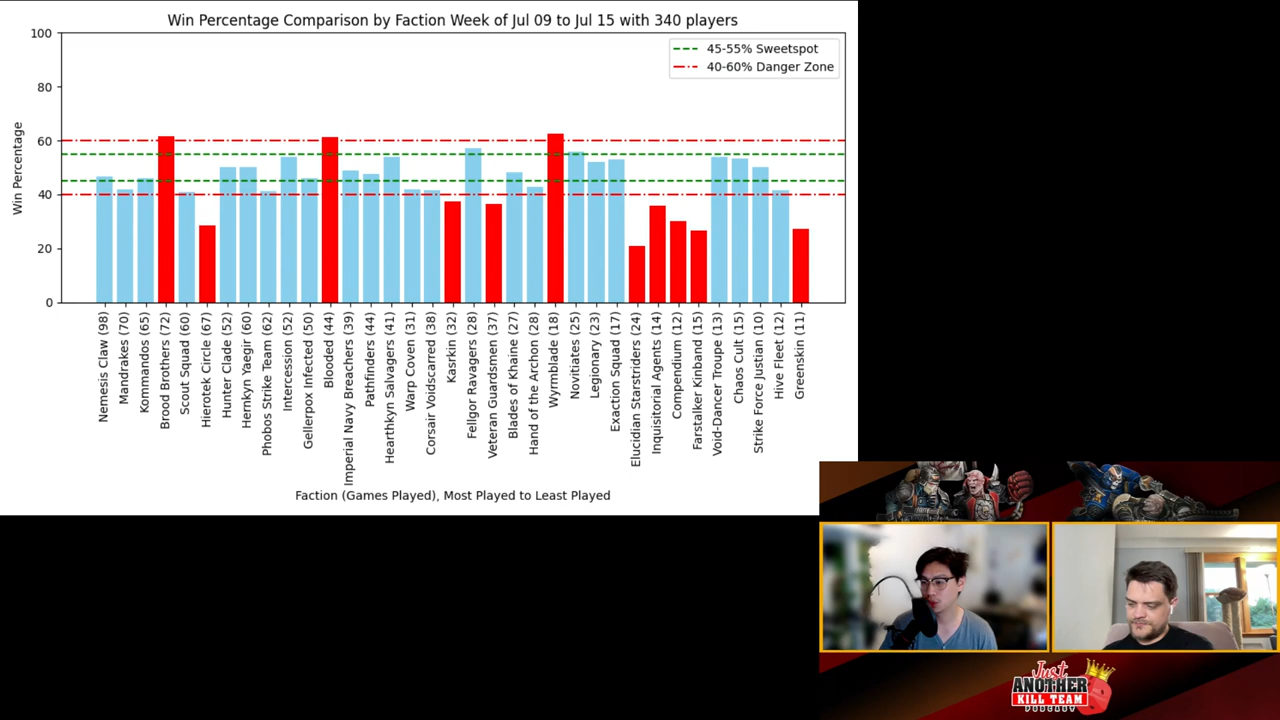 Win Percentage Comparison by Faction Week of Jul 09 to Jul 15 with 340 players
45-55% Sweetspot
40-60% Danger Zone
Win Percentage
100
80
60
40
20
0
Nemesis Claw (98)
Mandrakes (70)
Kommandos (65)
Brood Brothers (72)
Scout Squad (60)
Hierotek Circle (67)
Hunter Clade (52)
Hernkyn Yaegir (60)
Phobos Strike Team (62)
Intercession (52)
Gellerpox Infected (50)
Blooded (44)
Imperial Navy Breachers (39)
Pathfinders (44)
Hearthkyn Salvagers (41)
Warp Coven (31)
Corsair Voidscarred (38)
Kasrkin (32)
Fellgor Ravagers (28)
Veteran Guardsmen (37)
Blades of Khaine (27)
Hand of the Archon (28)
Wyrmblade (18)
Novitiates (25)
Legionary (23)
Exaction Squad (17)
Elucidian Starstriders (24)
Inquisitorial Agents (14)
Compendium (12)
Farstalker Kinband (15)
Void-Dancer Troupe (13)
Chaos Cult (15)
Strike Force Justian (10)
Hive Fleet (12)
Greenskin (11)
Faction (Games Played), Most Played to Least Played
Just
ANOTHER
KILL TEAM
PODCAST